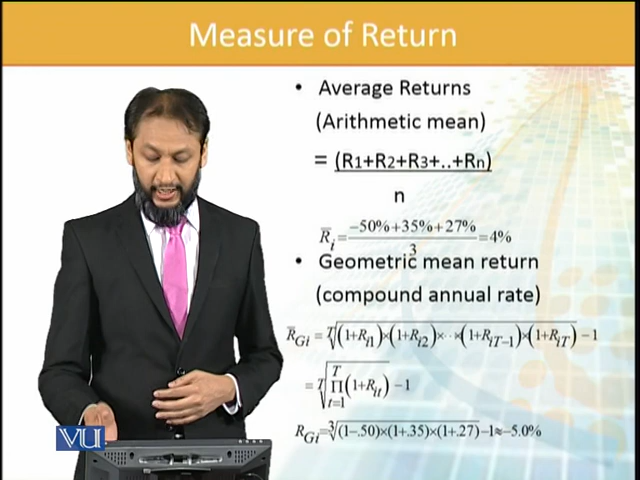 Measure of Return
• Average Returns
(Arithmetic mean)
= (R1+R2+R3+..+Rn)
n
R̅i = −50%+35%+27% / 3 = 4%
• Geometric mean return
(compound annual rate)
R̅Gi = T√(1+Ri1)×(1+Ri2)×···×(1+RiT−1)×(1+RiT) − 1
= T√ T∏t=1 (1+Rit) − 1
RGi = 3√(1−.50)×(1+.35)×(1+.27) −1≈−5.0%
VU